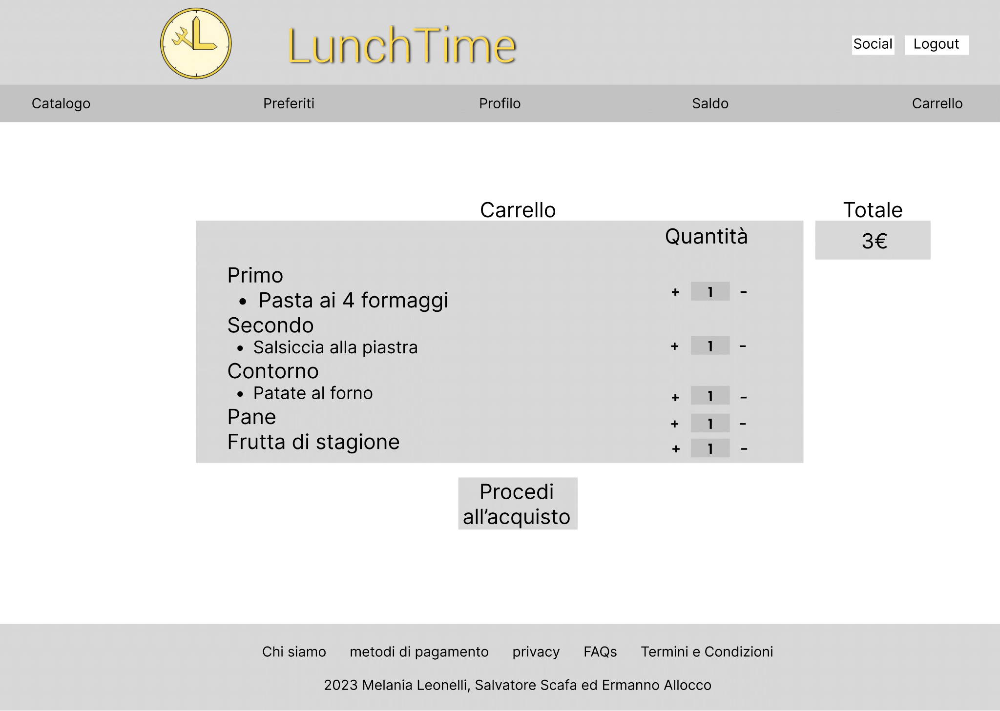 LunchTime
Social Logout
Catalogo Preferiti Profilo Saldo Carrello
Carrello Totale
Quantità 3€
Primo
+ 1 -
• Pasta ai 4 formaggi
Secondo
• Salsiccia alla piastra + 1 -
Contorno
• Patate al forno + 1 -
Pane + 1 -
Frutta di stagione + 1 -
Procedi
all’acquisto
Chi siamo metodi di pagamento privacy FAQs Termini e Condizioni
2023 Melania Leonelli, Salvatore Scafa ed Ermanno Allocco